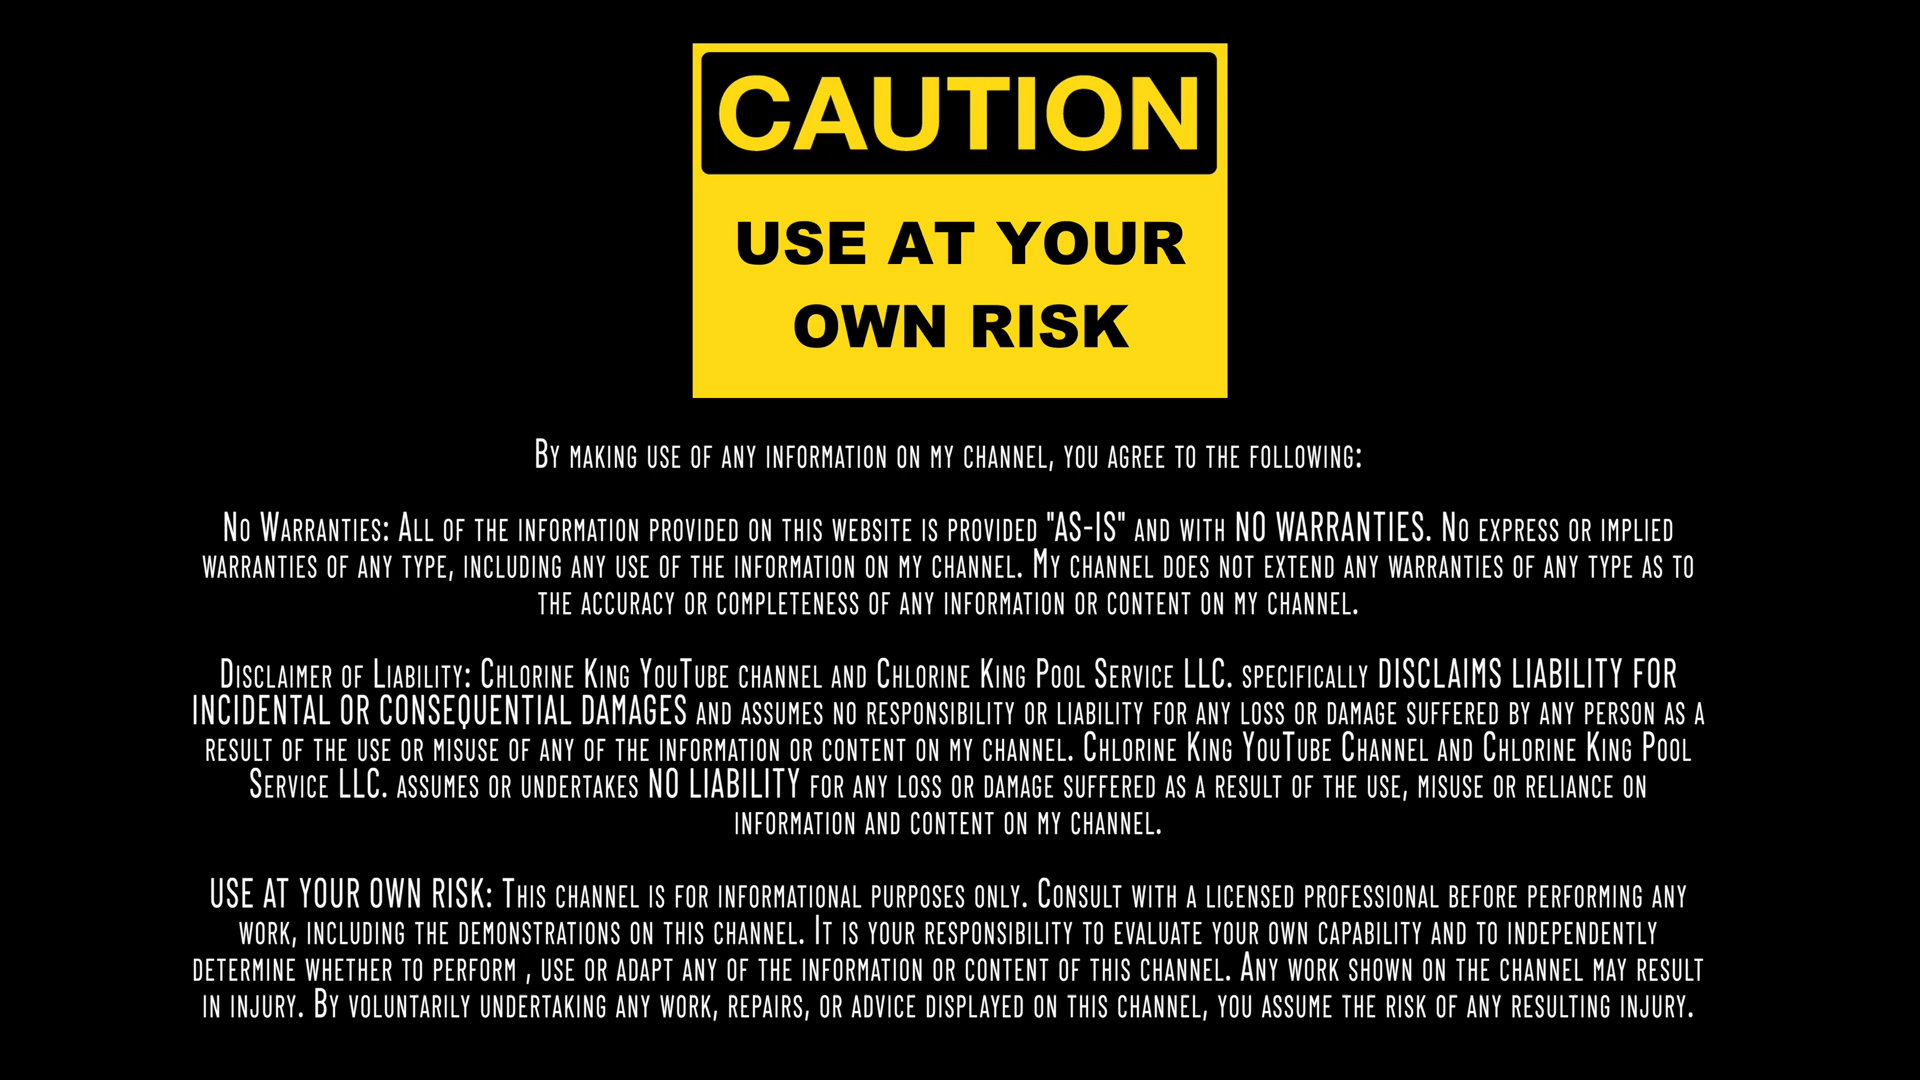 CAUTION
USE AT YOUR
OWN RISK
By making use of any information on my channel, you agree to the following:
No Warranties: All of the information provided on this website is provided "AS-IS" and with NO WARRANTIES. No express or implied
warranties of any type, including any use of the information on my channel. My channel does not extend any warranties of any type as to
the accuracy or completeness of any information or content on my channel.
Disclaimer of Liability: Chlorine King YouTube channel and Chlorine King Pool Service LLC. specifically DISCLAIMS LIABILITY FOR
INCIDENTAL OR CONSEQUENTIAL DAMAGES and assumes no responsibility or liability for any loss or damage suffered by any person as a
result of the use or misuse of any of the information or content on my channel. Chlorine King YouTube Channel and Chlorine King Pool
Service LLC. assumes or undertakes NO LIABILITY for any loss or damage suffered as a result of the use, misuse or reliance on
information and content on my channel.
USE AT YOUR OWN RISK: This channel is for informational purposes only. Consult with a licensed professional before performing any
work, including the demonstrations on this channel. It is your responsibility to evaluate your own capability and to independently
determine whether to perform , use or adapt any of the information or content of this channel. Any work shown on the channel may result
in injury. By voluntarily undertaking any work, repairs, or advice displayed on this channel, you assume the risk of any resulting injury.